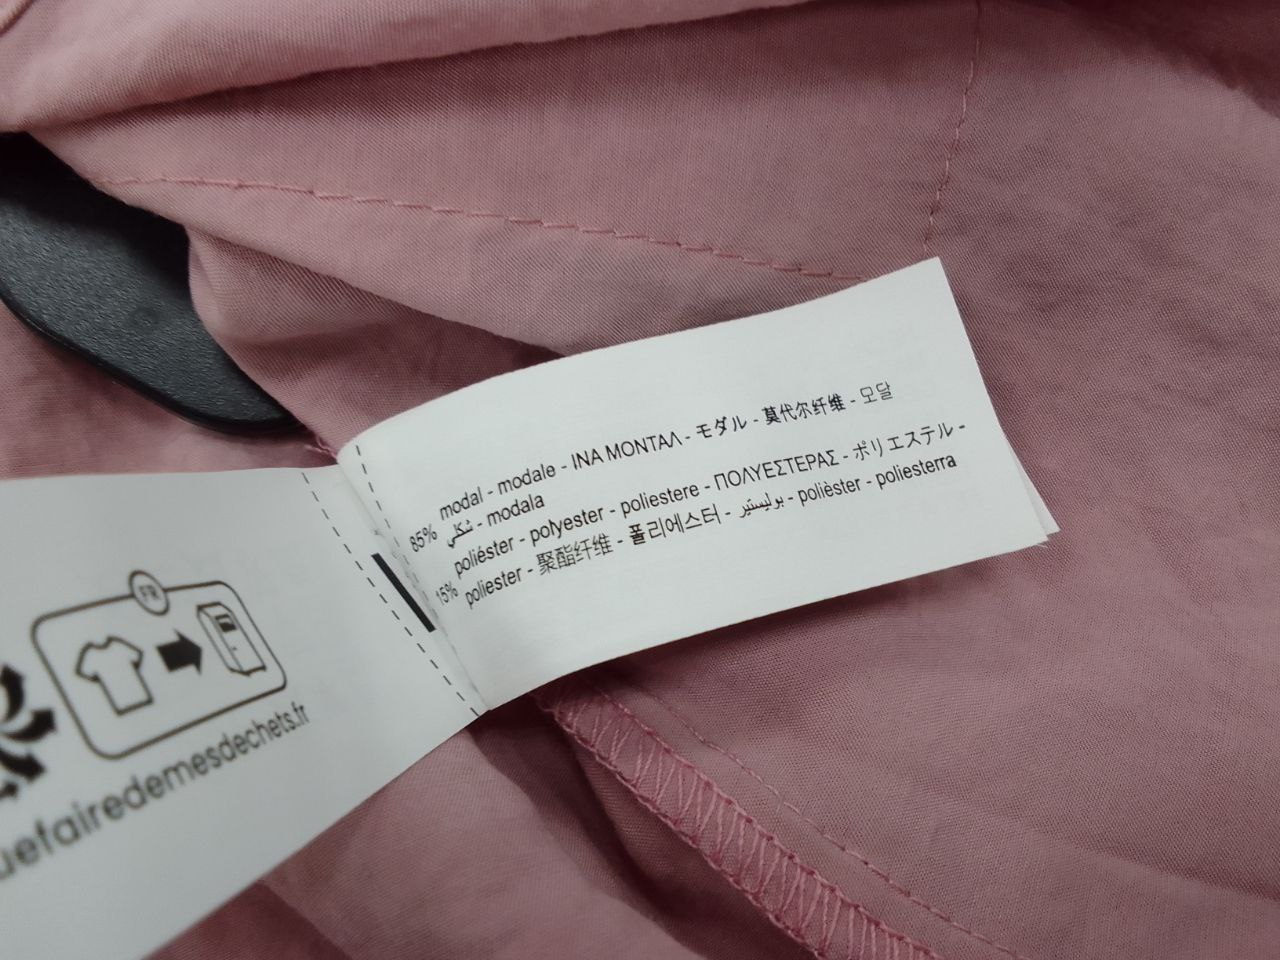 85% modal - modale - ΙΝΑ ΜΟΝΤΑΛ - モダル - 莫代尔纤维 - 모달
شكلي - modala
15% poliéster - polyester - poliestere - ΠΟΛΥΕΣΤΕΡΑΣ - ポリエステル -
poliester - 聚酯纤维 - 폴리에스터 - بوليستير - polièster - poliesterra
FR
uefairedemesdechets.fr